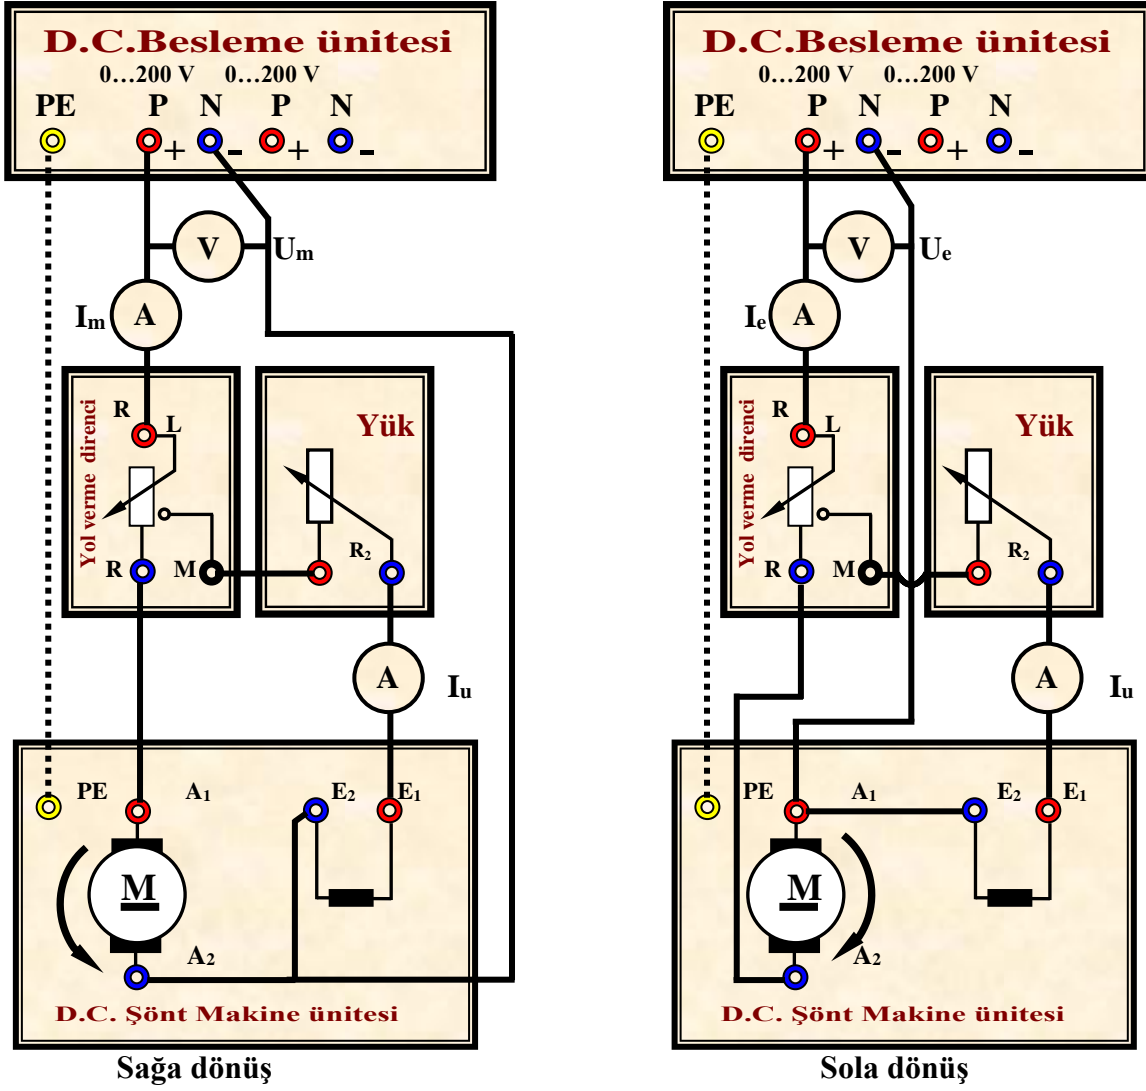 D.C.Besleme ünitesi
0…200 V 0…200 V
PE P N P N
+ - + -
V Um
Im A
Yol verme direnci
R L
Yük
R M R2
A Iu
PE A1 E2 E1
M
A2
D.C. Şönt Makine ünitesi
Sağa dönüş
D.C.Besleme ünitesi
0…200 V 0…200 V
PE P N P N
+ - + -
V Ue
Ie A
Yol verme direnci
R L
Yük
R M R2
A Iu
PE A1 E2 E1
M
A2
D.C. Şönt Makine ünitesi
Sola dönüş